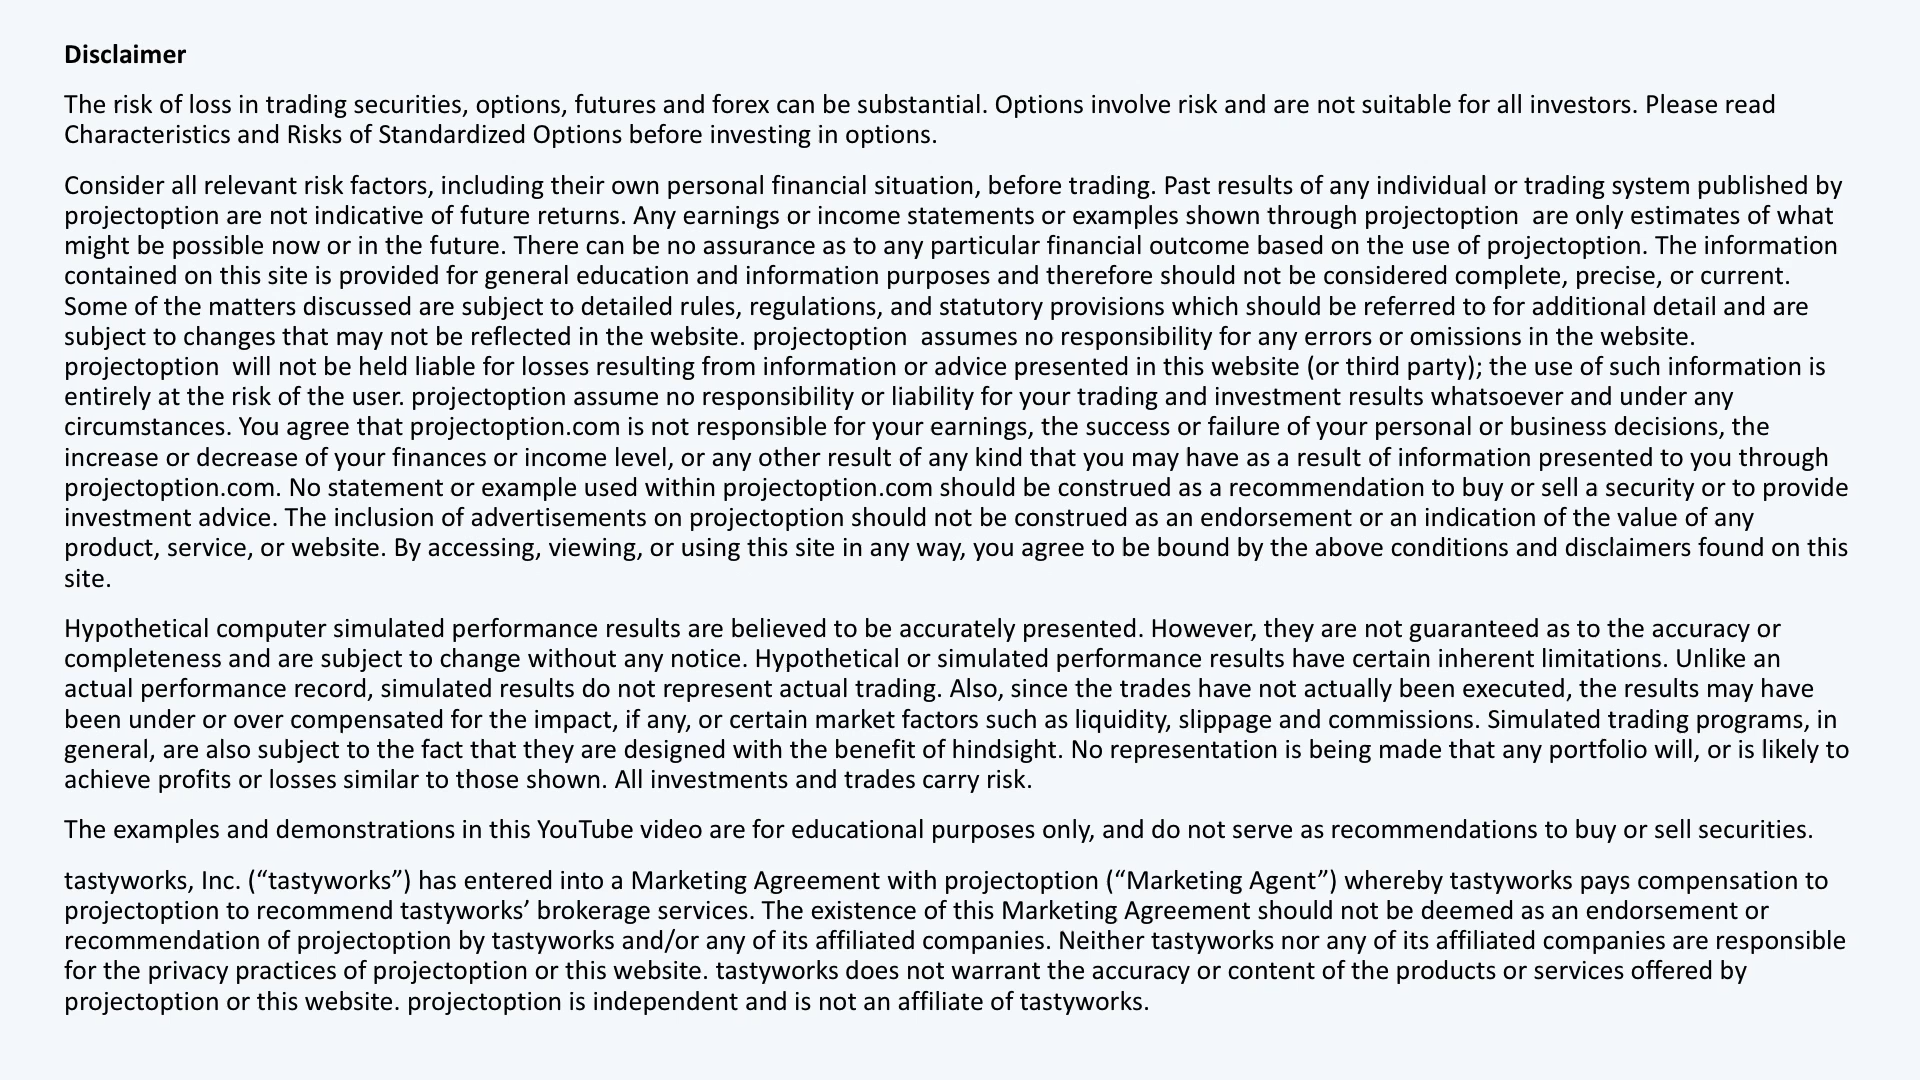 Disclaimer
The risk of loss in trading securities, options, futures and forex can be substantial. Options involve risk and are not suitable for all investors. Please read
Characteristics and Risks of Standardized Options before investing in options.
Consider all relevant risk factors, including their own personal financial situation, before trading. Past results of any individual or trading system published by
projectoption are not indicative of future returns. Any earnings or income statements or examples shown through projectoption  are only estimates of what
might be possible now or in the future. There can be no assurance as to any particular financial outcome based on the use of projectoption. The information
contained on this site is provided for general education and information purposes and therefore should not be considered complete, precise, or current.
Some of the matters discussed are subject to detailed rules, regulations, and statutory provisions which should be referred to for additional detail and are
subject to changes that may not be reflected in the website. projectoption  assumes no responsibility for any errors or omissions in the website.
projectoption  will not be held liable for losses resulting from information or advice presented in this website (or third party); the use of such information is
entirely at the risk of the user. projectoption assume no responsibility or liability for your trading and investment results whatsoever and under any
circumstances. You agree that projectoption.com is not responsible for your earnings, the success or failure of your personal or business decisions, the
increase or decrease of your finances or income level, or any other result of any kind that you may have as a result of information presented to you through
projectoption.com. No statement or example used within projectoption.com should be construed as a recommendation to buy or sell a security or to provide
investment advice. The inclusion of advertisements on projectoption should not be construed as an endorsement or an indication of the value of any
product, service, or website. By accessing, viewing, or using this site in any way, you agree to be bound by the above conditions and disclaimers found on this
site.
Hypothetical computer simulated performance results are believed to be accurately presented. However, they are not guaranteed as to the accuracy or
completeness and are subject to change without any notice. Hypothetical or simulated performance results have certain inherent limitations. Unlike an
actual performance record, simulated results do not represent actual trading. Also, since the trades have not actually been executed, the results may have
been under or over compensated for the impact, if any, or certain market factors such as liquidity, slippage and commissions. Simulated trading programs, in
general, are also subject to the fact that they are designed with the benefit of hindsight. No representation is being made that any portfolio will, or is likely to
achieve profits or losses similar to those shown. All investments and trades carry risk.
The examples and demonstrations in this YouTube video are for educational purposes only, and do not serve as recommendations to buy or sell securities.
tastyworks, Inc. (“tastyworks”) has entered into a Marketing Agreement with projectoption (“Marketing Agent”) whereby tastyworks pays compensation to
projectoption to recommend tastyworks’ brokerage services. The existence of this Marketing Agreement should not be deemed as an endorsement or
recommendation of projectoption by tastyworks and/or any of its affiliated companies. Neither tastyworks nor any of its affiliated companies are responsible
for the privacy practices of projectoption or this website. tastyworks does not warrant the accuracy or content of the products or services offered by
projectoption or this website. projectoption is independent and is not an affiliate of tastyworks.